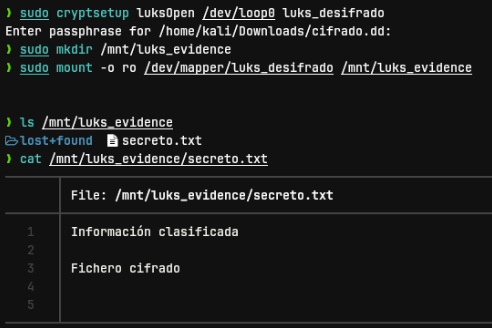 ❯ sudo cryptsetup luksOpen /dev/loop0 luks_desifrado
Enter passphrase for /home/kali/Downloads/cifrado.dd:
❯ sudo mkdir /mnt/luks_evidence
❯ sudo mount -o ro /dev/mapper/luks_desifrado /mnt/luks_evidence
❯ ls /mnt/luks_evidence
lost+found secreto.txt
❯ cat /mnt/luks_evidence/secreto.txt
File: /mnt/luks_evidence/secreto.txt
1 Información clasificada
2
3 Fichero cifrado
4
5